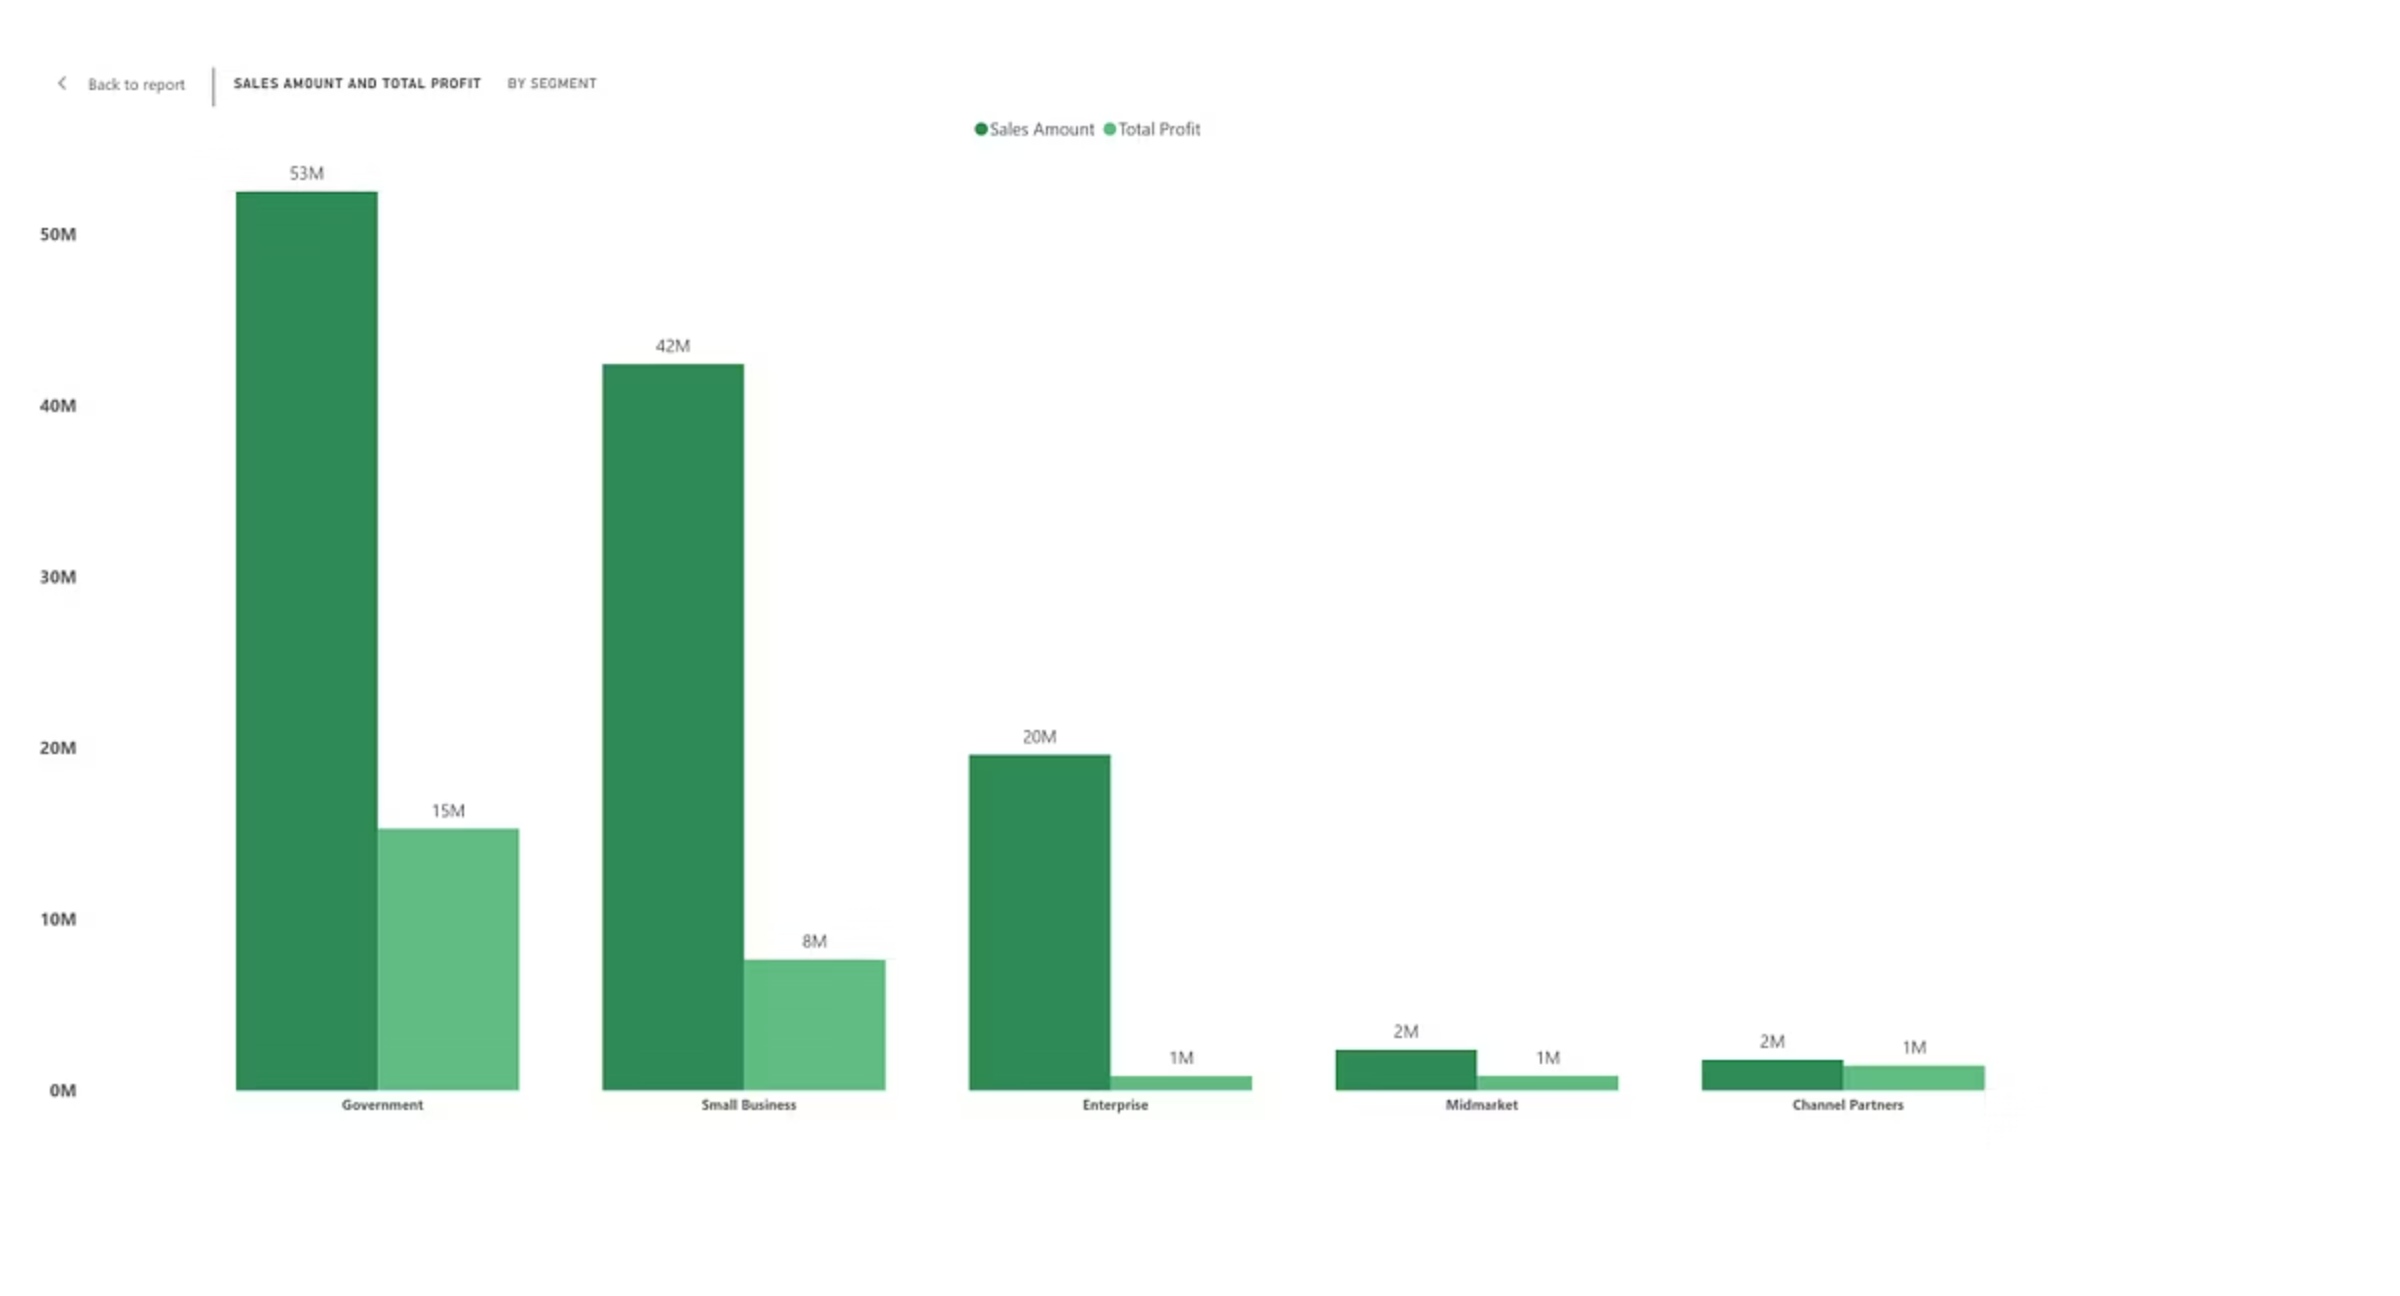 Back to report SALES AMOUNT AND TOTAL PROFIT BY SEGMENT
Sales Amount Total Profit
53M
50M
42M
40M
30M
20M
20M
15M
10M
8M
2M
1M
2M
1M
1M
0M
Government Small Business Enterprise Midmarket Channel Partners